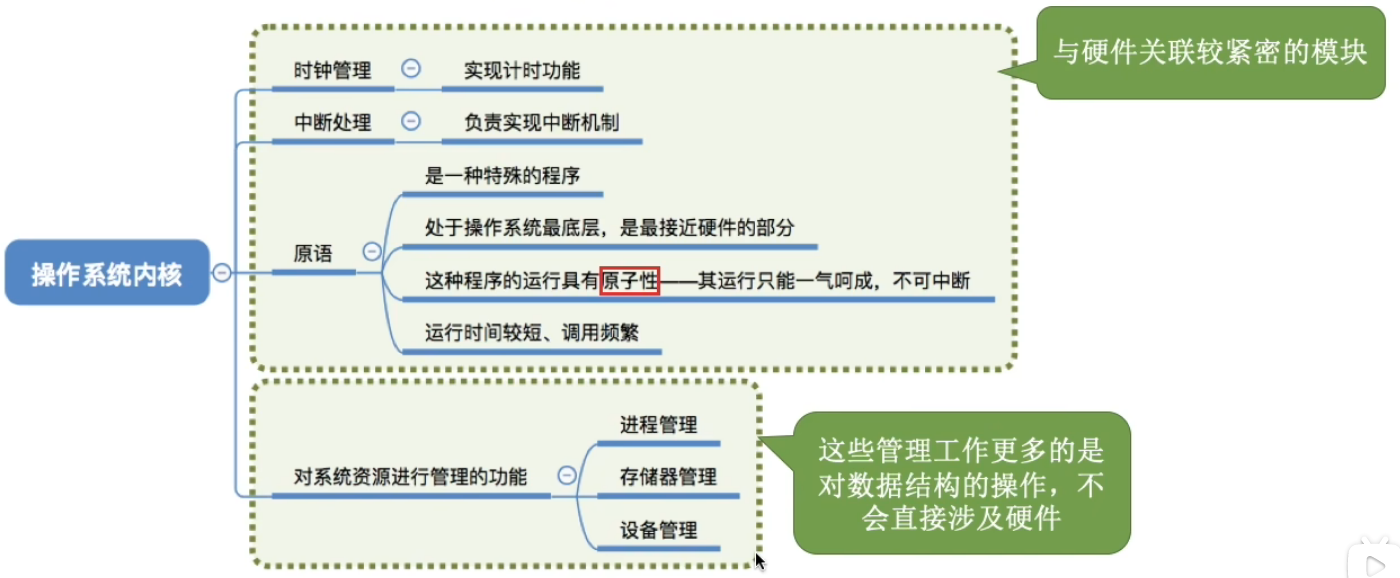 与硬件关联较紧密的模块
时钟管理
实现计时功能
中断处理
负责实现中断机制
是一种特殊的程序
处于操作系统最底层，是最接近硬件的部分
原语
这种程序的运行具有原子性——其运行只能一气呵成，不可中断
运行时间较短、调用频繁
操作系统内核
对系统资源进行管理的功能
进程管理
存储器管理
设备管理
这些管理工作更多的是
对数据结构的操作，不
会直接涉及硬件